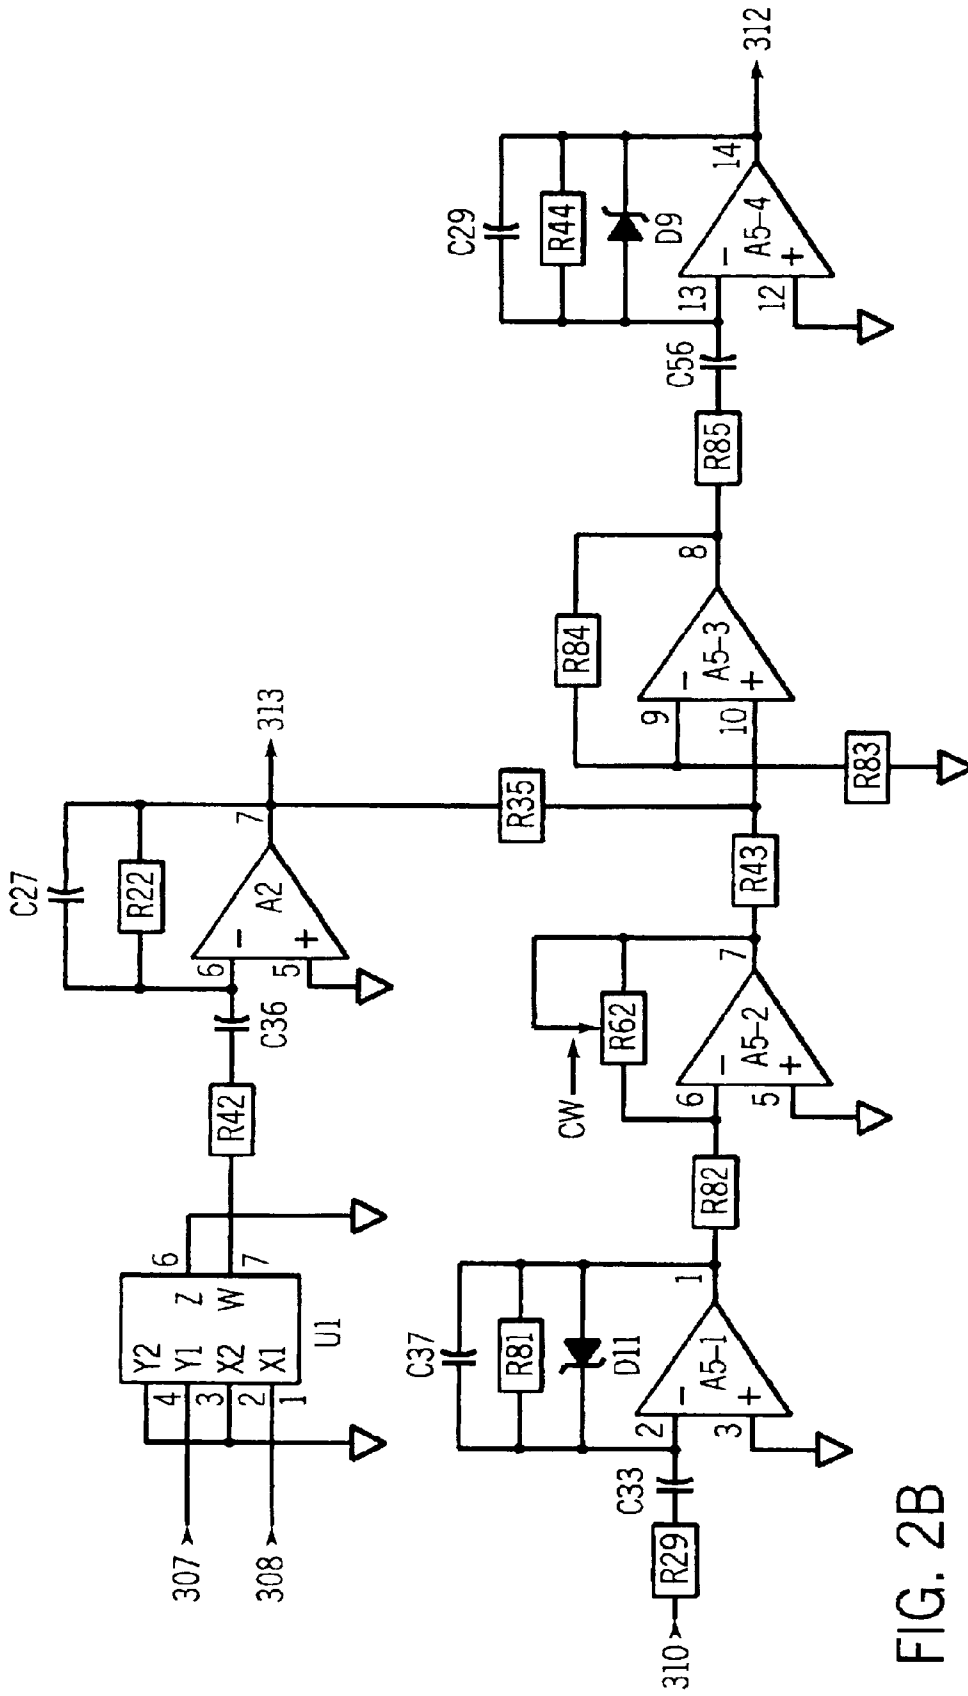 C27
R22
6
5
−
+
A2
7
313
307
308
4
3
2
1
Y2
Y1
X2
X1
Z
W
6
7
U1
R42
C36
R35
310
R29
C33
C37
R81
D11
2
3
−
+
A5-1
1
R82
CW
R62
6
5
−
+
A5-2
7
R43
R84
9
10
−
+
A5-3
8
R83
R85
C56
C29
R44
D9
13
12
−
+
A5-4
14
312
FIG. 2B